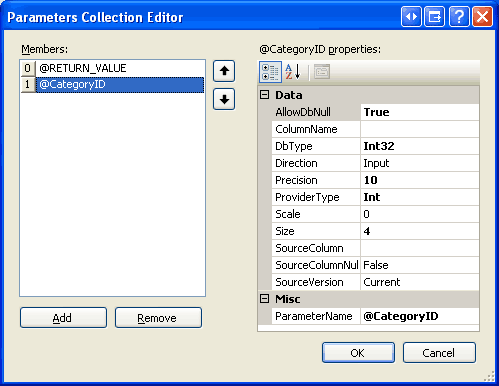 Parameters Collection Editor
Members:
0 @RETURN_VALUE
1 @CategoryID
Add Remove
@CategoryID properties:
Data
AllowDbNull True
ColumnName
DbType Int32
Direction Input
Precision 10
ProviderType Int
Scale 0
Size 4
SourceColumn
SourceColumnNul False
SourceVersion Current
Misc
ParameterName @CategoryID
OK Cancel